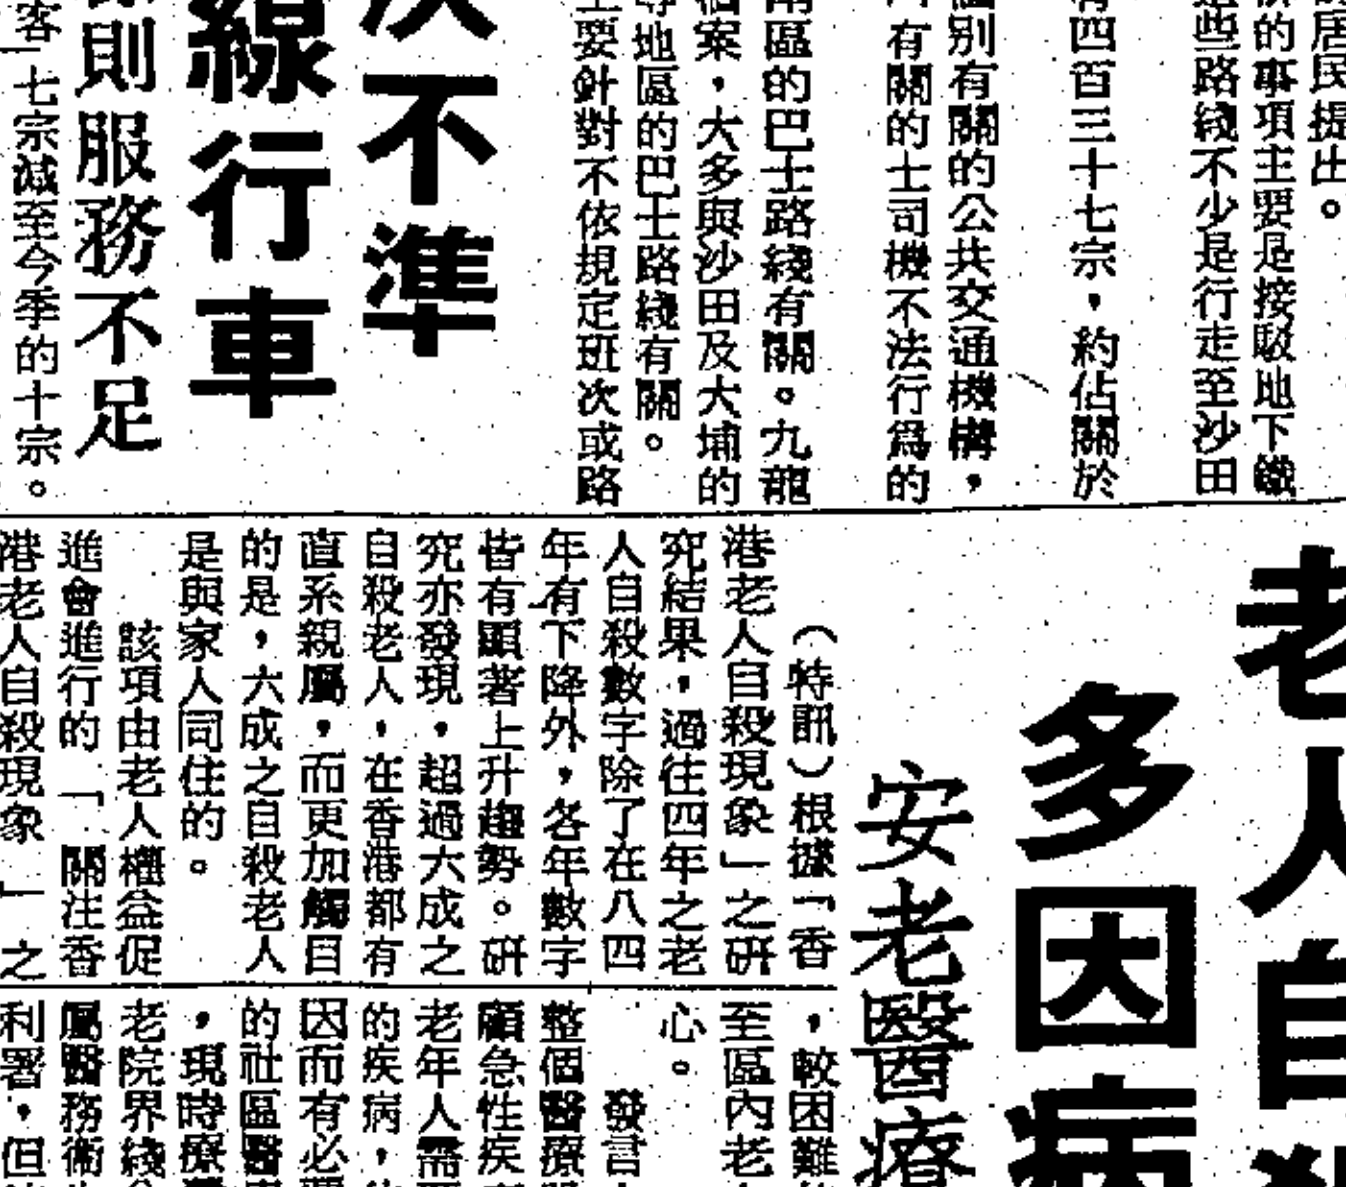 居民提出。
的事項主要是接駁地下鐵
些路綫不少是行走至沙田
四百三十七宗，約佔關於
別有關的公共交通機構，
有關的士司機不法行爲的
區的巴士路綫有關。九龍
案，大多與沙田及大埔的
地區的巴士路綫有關。
要針對不依規定班次或路
不準
線行車
則服務不足
客一七宗減至今季的十宗。
老人自
多因病
安老醫療
（特訊）根據「香
港老人自殺現象」之研
究結果，過往四年之老
人自殺數字除了在八四
年有下降外，各年數字
皆有顯著上升趨勢。研
究亦發現，超過六成之
自殺老人，在香港都有
直系親屬，而更加觸目
的是，六成之自殺老人
是與家人同住的。
該項由老人權益促
進會進行的「關注香
港老人自殺現象」之
，較困難
至區內老
心。
發言
整個醫療
顧急性疾
老年人需
的疾病，
因而有必
的社區醫
，現時療
老院界綫
屬醫務衞
利署，但